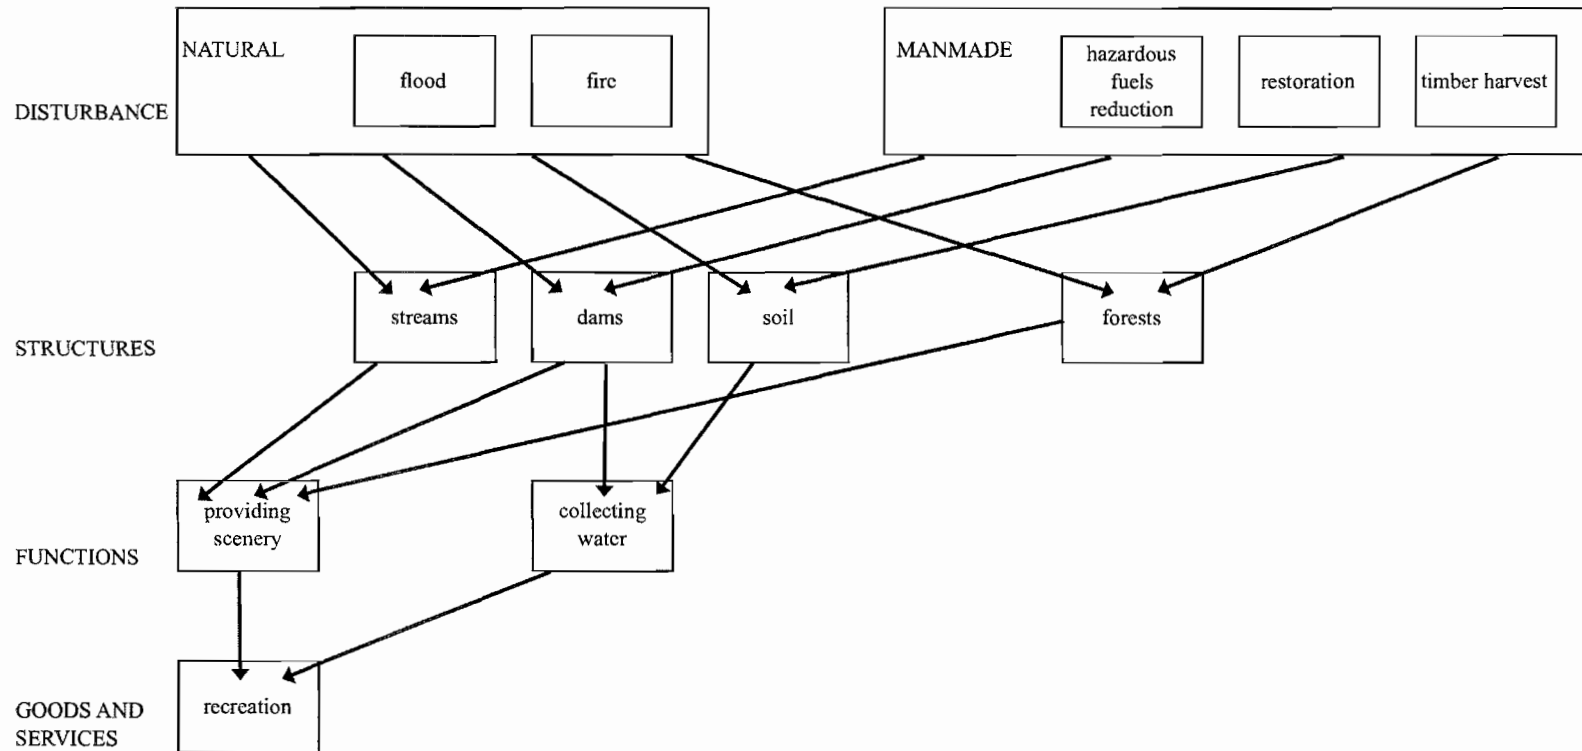 NATURAL
flood
fire
MANMADE
hazardous
fuels
reduction
restoration
timber harvest
DISTURBANCE
streams
dams
soil
forests
STRUCTURES
providing
scenery
collecting
water
FUNCTIONS
recreation
GOODS AND
SERVICES